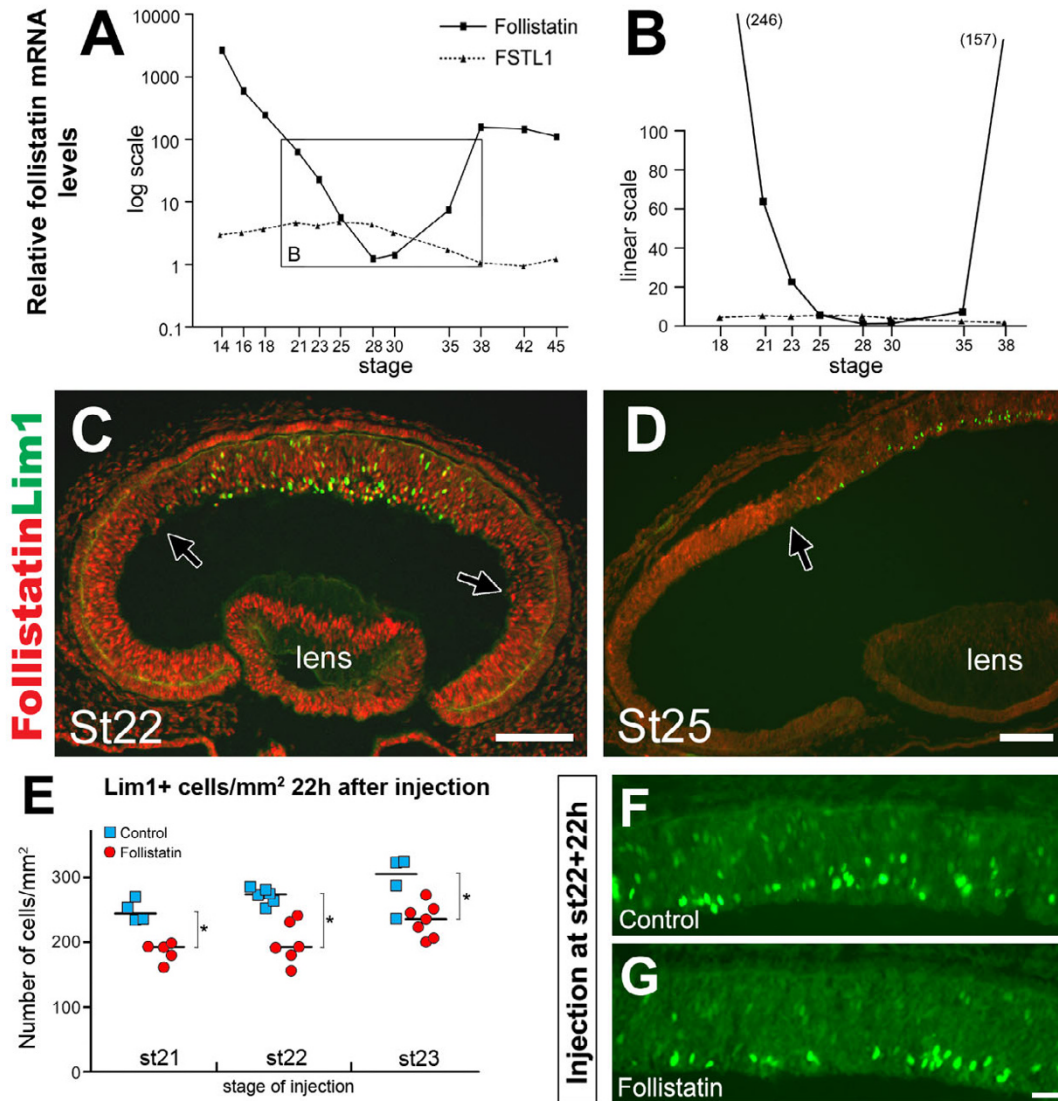 A
B
Relative follistatin mRNA
levels
log scale
10000
1000
100
10
1
0.1
Follistatin
FSTL1
B
14 16 18 21 23 25 28 30 35 38 42 45
stage
(246)
(157)
linear scale
100
80
60
40
20
0
18 21 23 25 28 30 35 38
stage
FollistatinLim1
C
lens
St22
D
lens
St25
E
Lim1+ cells/mm² 22h after injection
Control
Follistatin
Number of cells/mm²
300
200
100
0
*
*
*
st21 st22 st23
stage of injection
Injection at st22+22h
F
Control
G
Follistatin